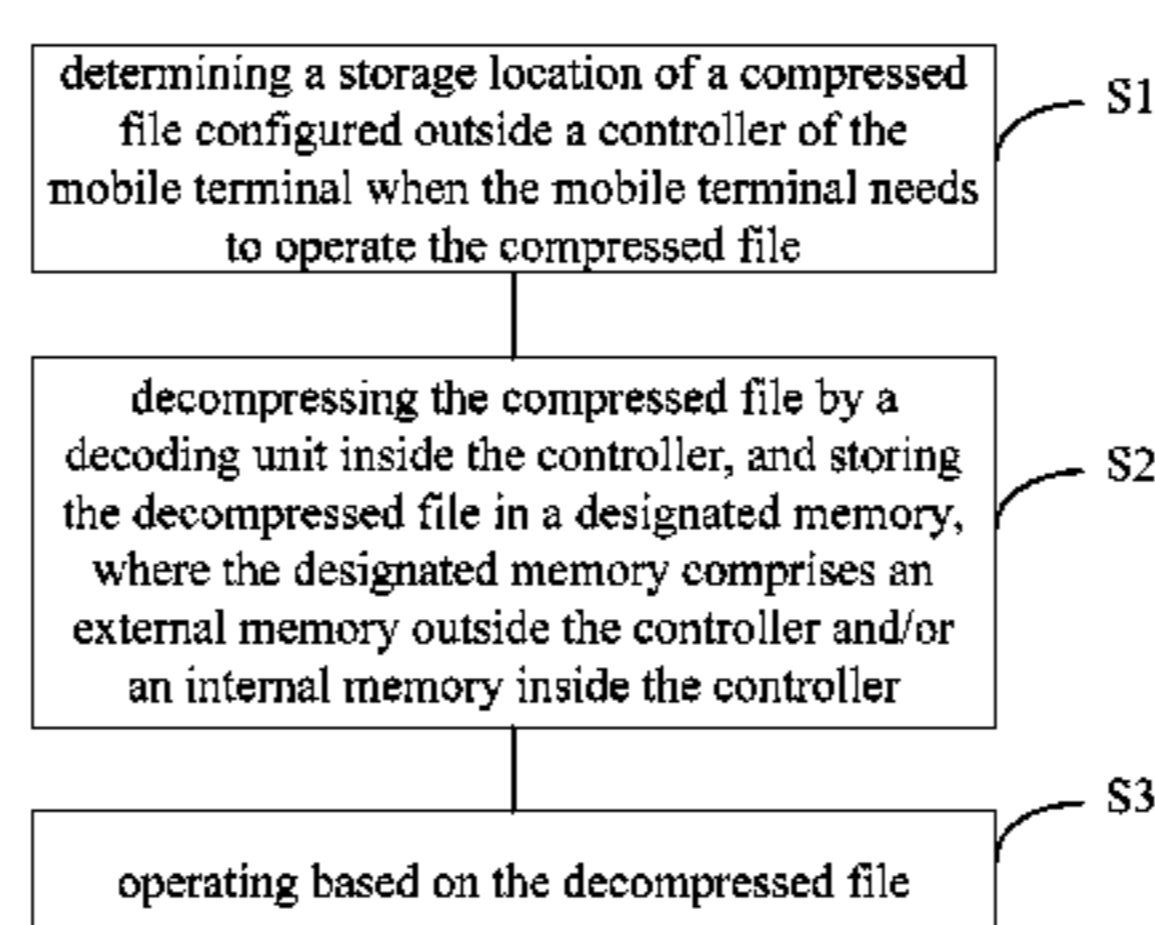 determining a storage location of a compressed
file configured outside a controller of the
mobile terminal when the mobile terminal needs
to operate the compressed file
S1
decompressing the compressed file by a
decoding unit inside the controller, and storing
the decompressed file in a designated memory,
where the designated memory comprises an
external memory outside the controller and/or
an internal memory inside the controller
S2
operating based on the decompressed file
S3